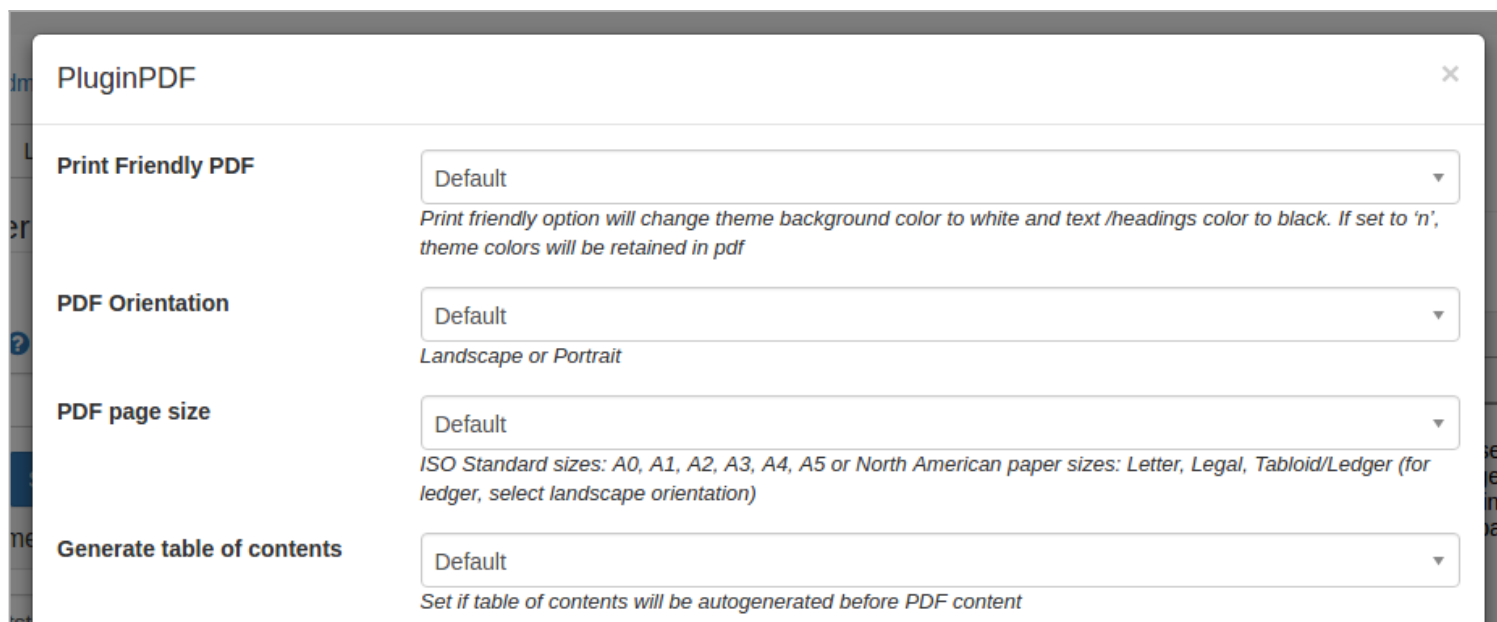 PluginPDF ×
Print Friendly PDF
Default
Print friendly option will change theme background color to white and text /headings color to black. If set to ‘n’,
theme colors will be retained in pdf
PDF Orientation
Default
Landscape or Portrait
PDF page size
Default
ISO Standard sizes: A0, A1, A2, A3, A4, A5 or North American paper sizes: Letter, Legal, Tabloid/Ledger (for
ledger, select landscape orientation)
Generate table of contents
Default
Set if table of contents will be autogenerated before PDF content